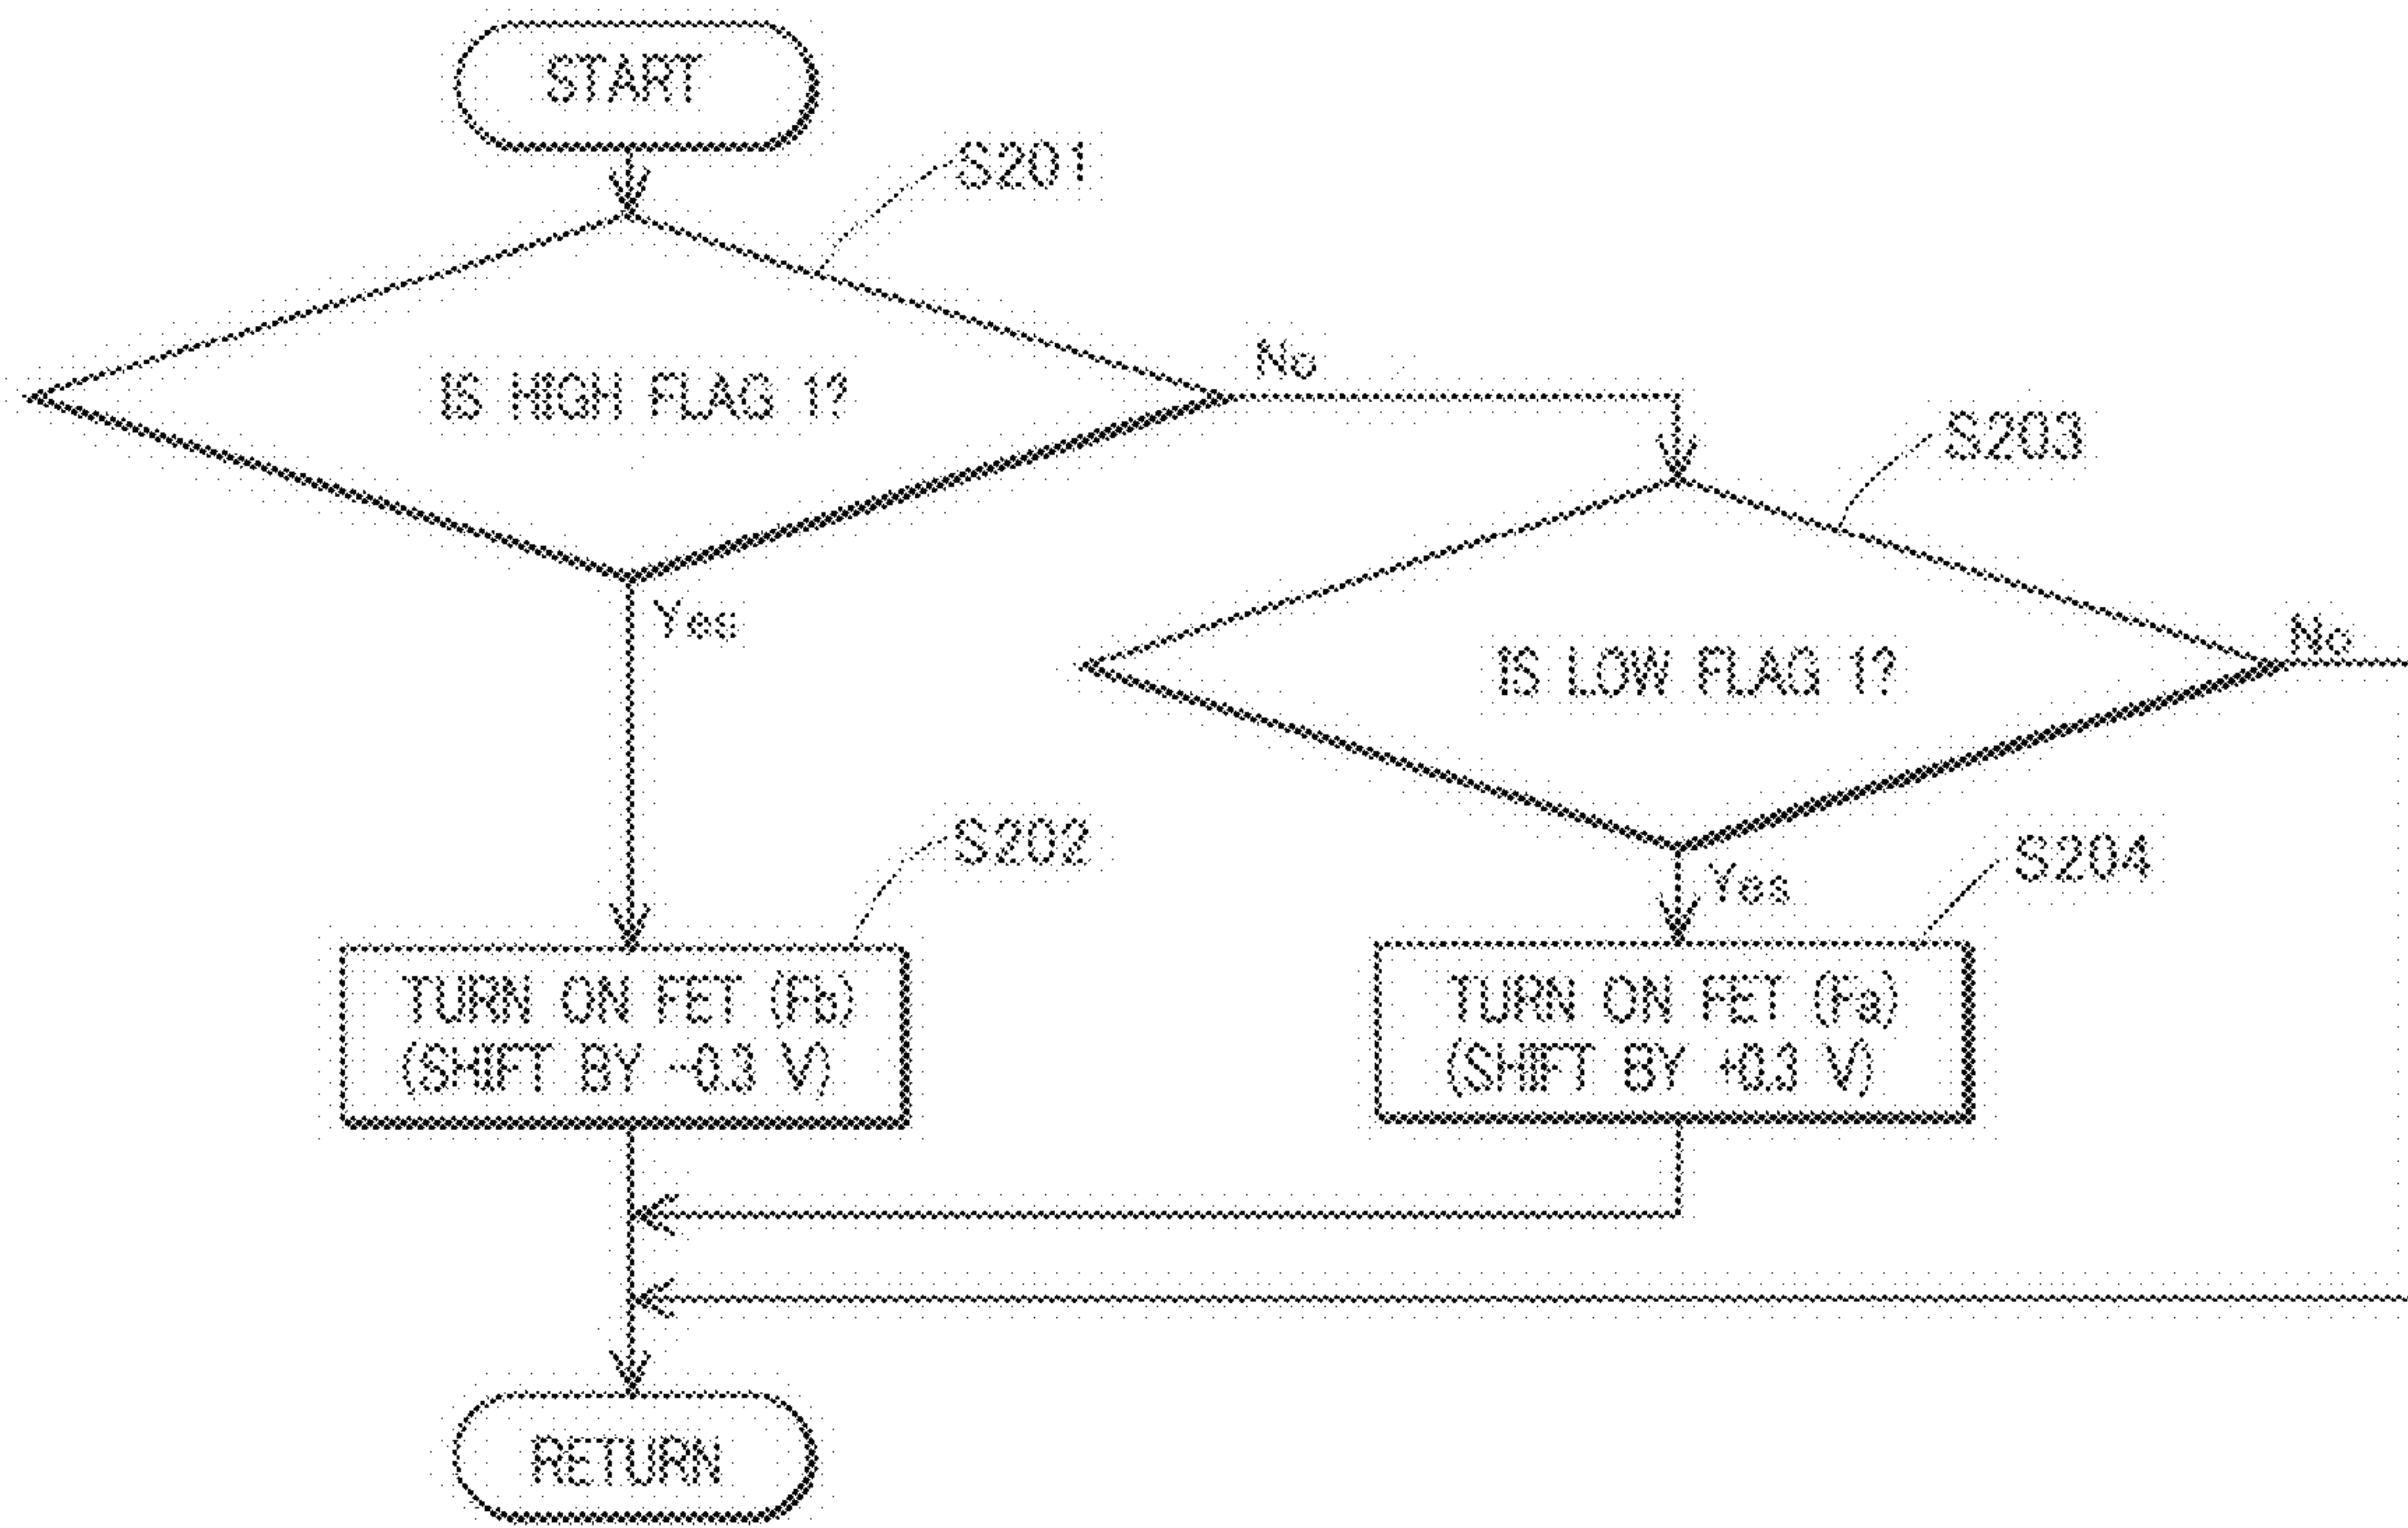 START
S201
IS HIGH FLAG 1?
No
S203
Yes
IS LOW FLAG 1?
No
S202
Yes
S204
TURN ON FET (Fb)
(SHIFT BY -0.3 V)
TURN ON FET (Fa)
(SHIFT BY +0.3 V)
RETURN